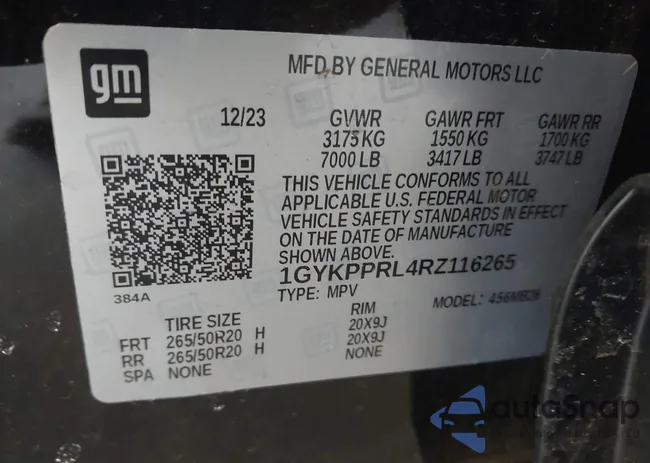 gm
MFD BY GENERAL MOTORS LLC
12/23 GVWR GAWR FRT GAWR RR
3175 KG 1550 KG 1700 KG
7000 LB 3417 LB 3747 LB
THIS VEHICLE CONFORMS TO ALL
APPLICABLE U.S. FEDERAL MOTOR
VEHICLE SAFETY STANDARDS IN EFFECT
ON THE DATE OF MANUFACTURE
SHOWN ABOVE.
1GYKPPRL4RZ116265
384A
TYPE: MPV
MODEL:
TIRE SIZE RIM
FRT 265/50R20 H 20X9J
RR 265/50R20 H 20X9J
SPA NONE NONE
autoSnap